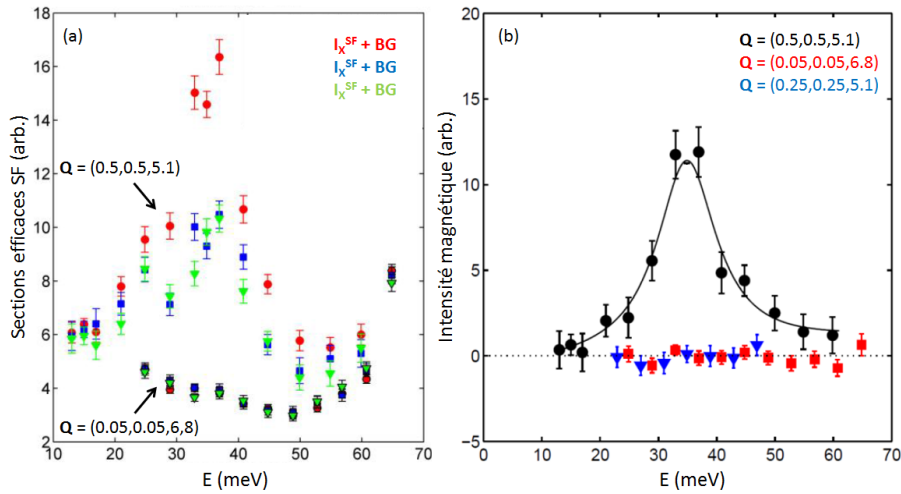 (a)
I_X^SF + BG
I_X^SF + BG
I_X^SF + BG
Q = (0.5,0.5,5.1)
Q = (0.05,0.05,6,8)
Sections efficaces SF (arb.)
18
16
14
12
10
8
6
4
2
10 20 30 40 50 60 70
E (meV)
(b)
Q = (0.5,0.5,5.1)
Q = (0.05,0.05,6.8)
Q = (0.25,0.25,5.1)
Intensité magnétique (arb.)
20
15
10
5
0
−5
0 10 20 30 40 50 60 70
E (meV)